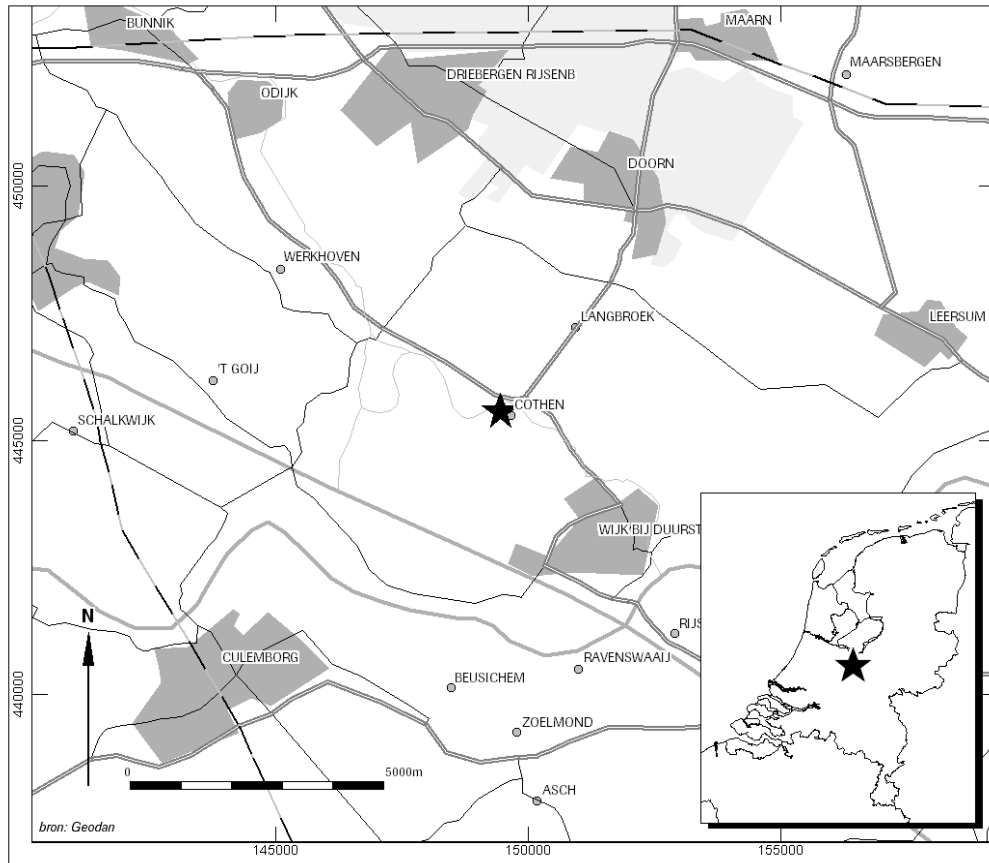 BUNNIK
MAARN
MAARSBERGEN
DRIEBERGEN RIJSENB
ODIJK
DOORN
450000
WERKHOVEN
LANGBROEK
LEERSUM
'T GOIJ
COTHEN
SCHALKWIJK
445000
WIJK BIJ DUURST
N
RIJS
CULEMBORG
RAVENSWAAIJ
BEUSICHEM
440000
ZOELMOND
0
5000m
ASCH
bron: Geodan
145000
150000
155000